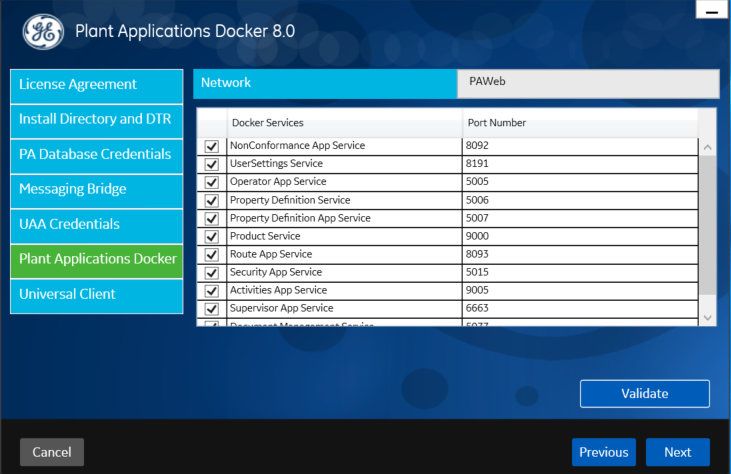 Plant Applications Docker 8.0
License Agreement
Install Directory and DTR
PA Database Credentials
Messaging Bridge
UAA Credentials
Plant Applications Docker
Universal Client
Network PAWeb
Docker Services Port Number
NonConformance App Service 8092
UserSettings Service 8191
Operator App Service 5005
Property Definition Service 5006
Property Definition App Service 5007
Product Service 9000
Route App Service 8093
Security App Service 5015
Activities App Service 9005
Supervisor App Service 6663
Document Management Service 5077
Validate
Cancel Previous Next